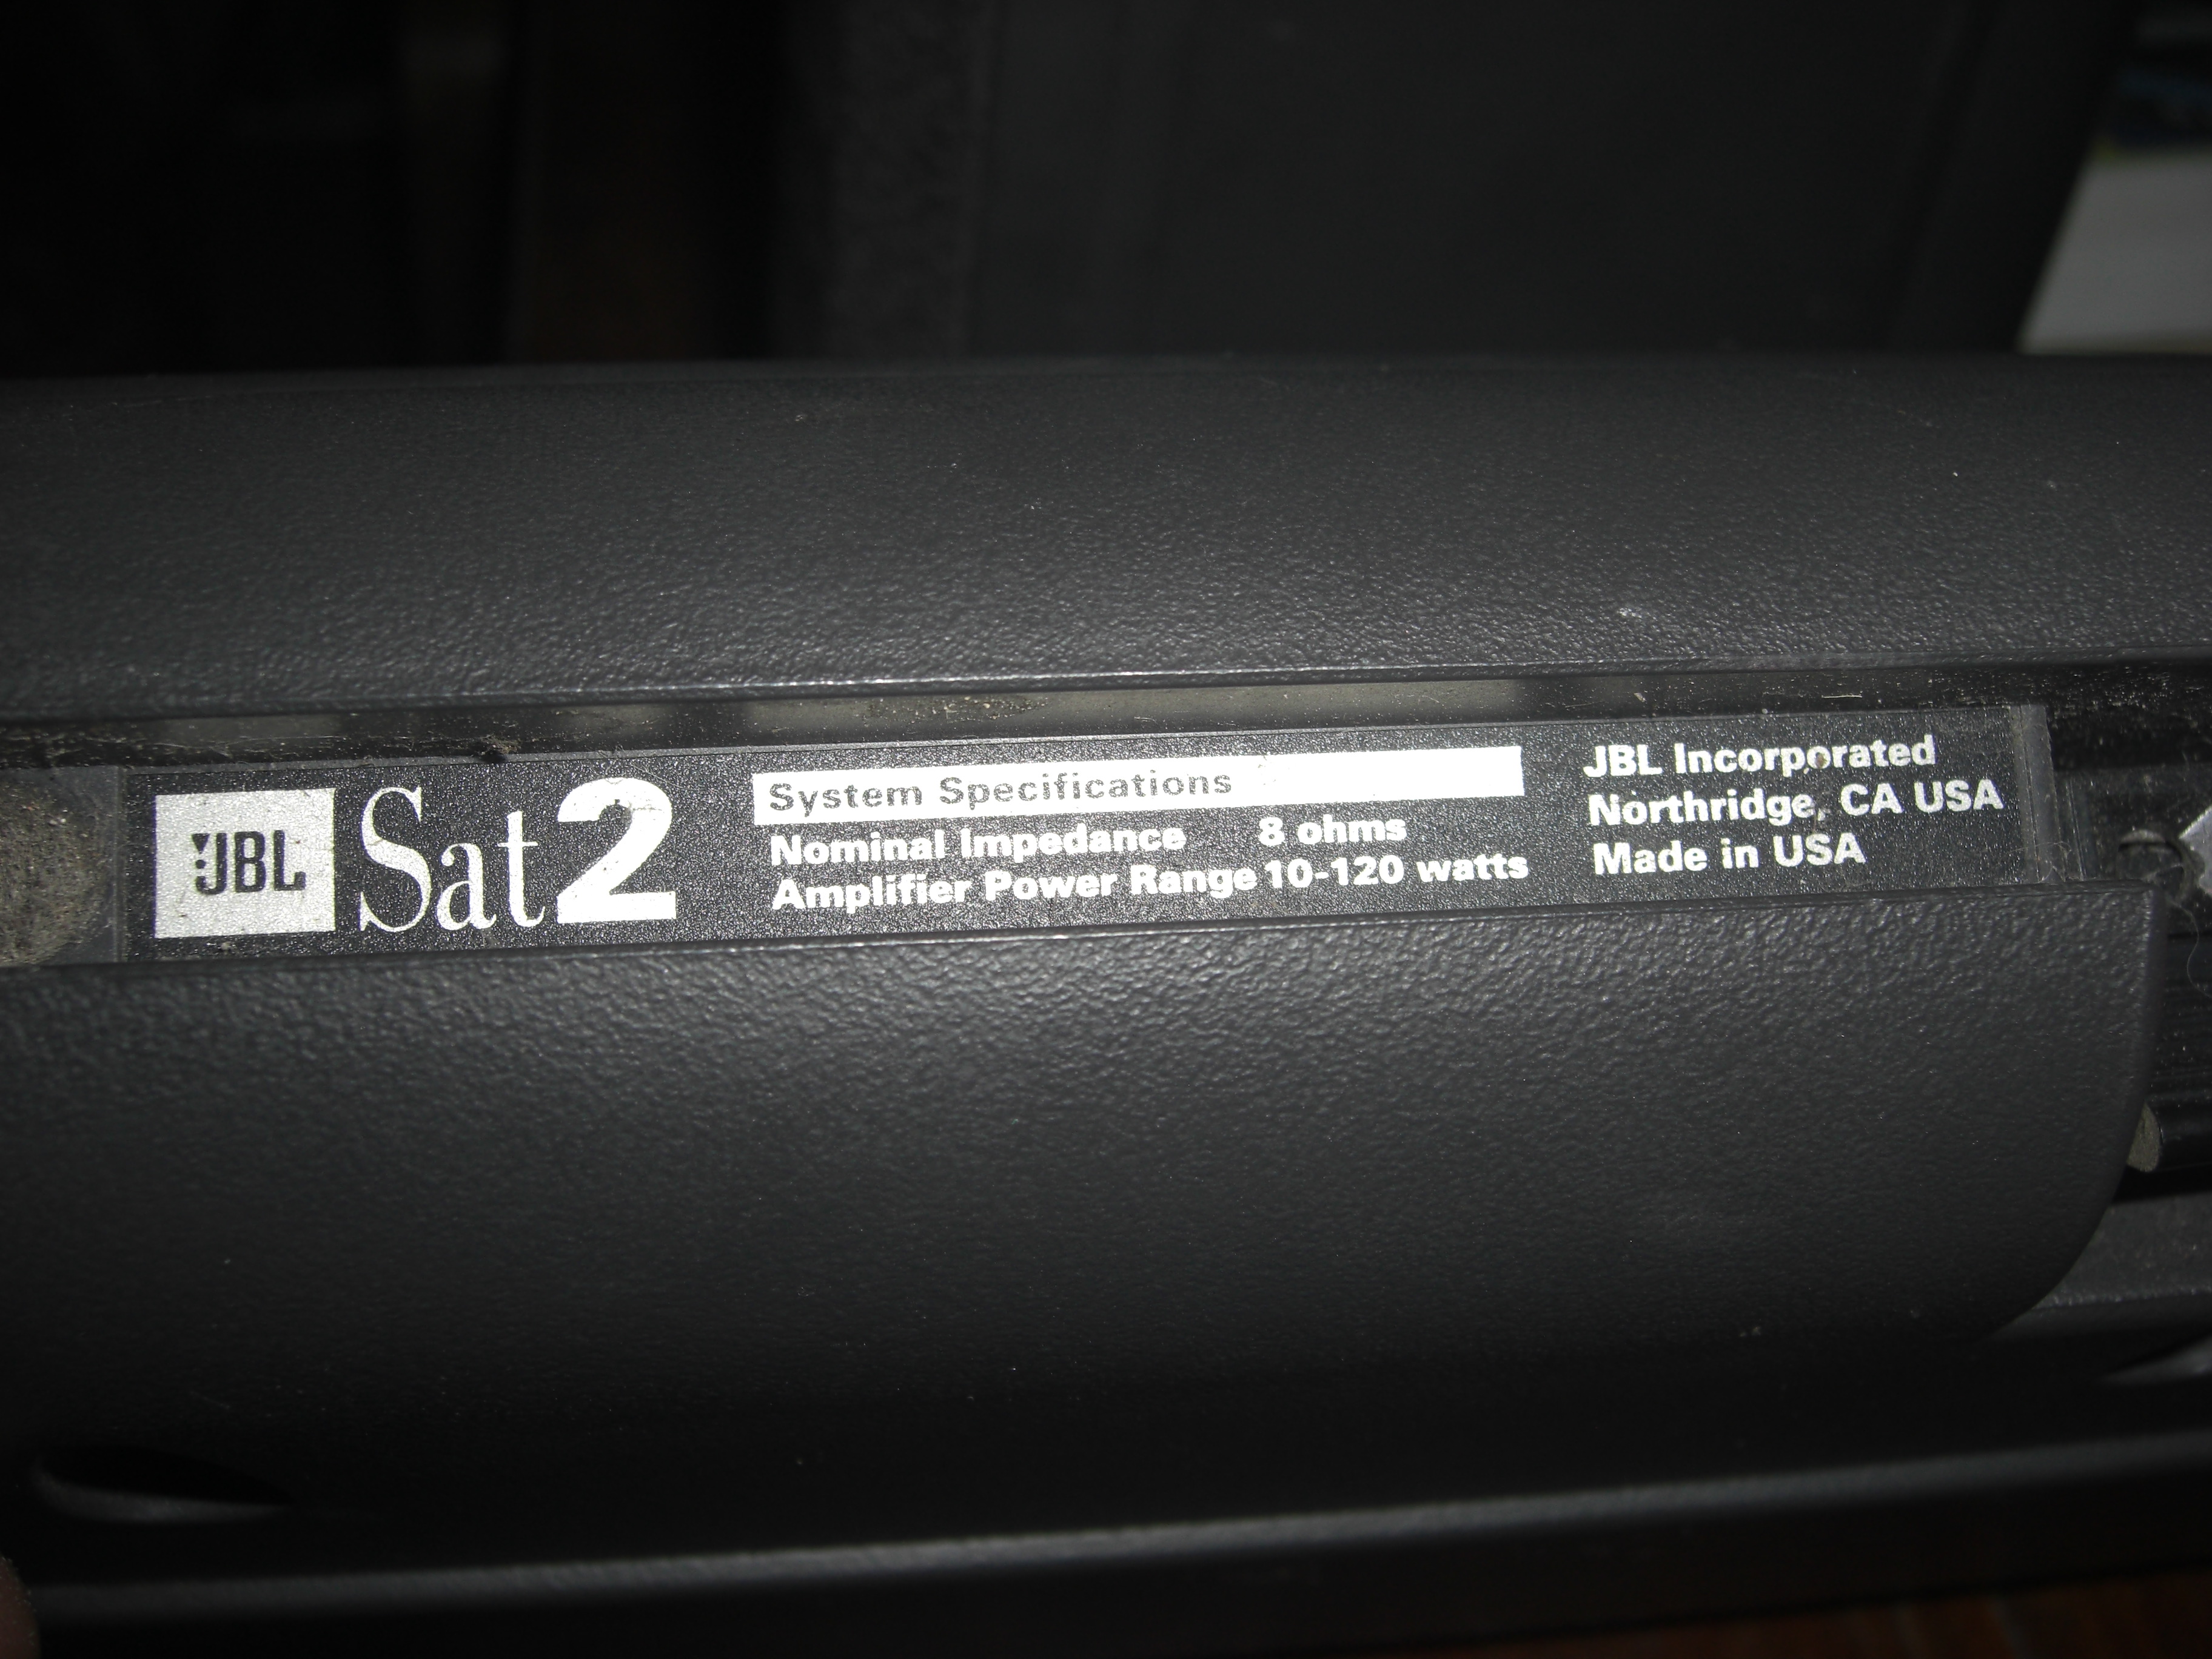 JBL Sat2
System Specifications
Nominal Impedance 8 ohms
Amplifier Power Range 10-120 watts
JBL Incorporated
Northridge, CA USA
Made in USA